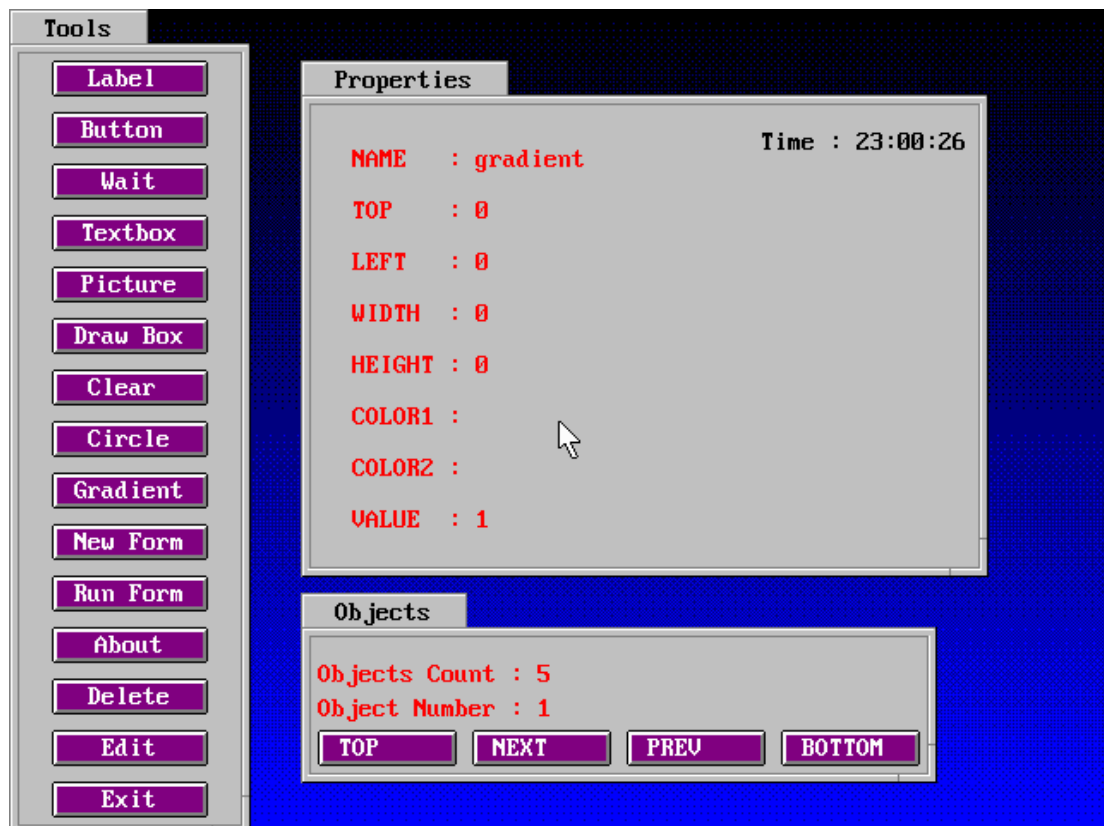 Tools
Label
Button
Wait
Textbox
Picture
Draw Box
Clear
Circle
Gradient
New Form
Run Form
About
Delete
Edit
Exit
Properties
Time : 23:00:26
NAME : gradient
TOP : 0
LEFT : 0
WIDTH : 0
HEIGHT : 0
COLOR1 :
COLOR2 :
VALUE : 1
Objects
Objects Count : 5
Object Number : 1
TOP NEXT PREV BOTTOM